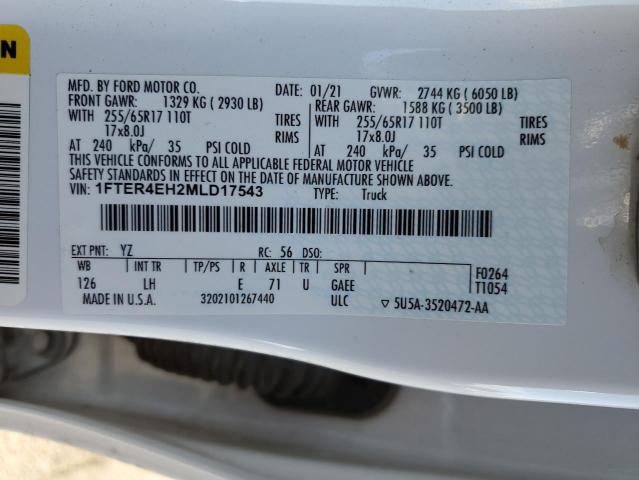 MFD. BY FORD MOTOR CO. DATE: 01/21 GVWR: 2744 KG ( 6050 LB)
FRONT GAWR: 1329 KG ( 2930 LB) REAR GAWR: 1588 KG ( 3500 LB)
WITH 255/65R17 110T TIRES WITH 255/65R17 110T TIRES
17x8.0J RIMS 17x8.0J RIMS
AT 240 kPa/ 35 PSI COLD AT 240 kPa/ 35 PSI COLD
THIS VEHICLE CONFORMS TO ALL APPLICABLE FEDERAL MOTOR VEHICLE
SAFETY STANDARDS IN EFFECT ON THE DATE OF MANUFACTURE SHOWN ABOVE.
VIN: 1FTER4EH2MLD17543 TYPE: Truck
EXT PNT: YZ RC: 56 DSO:
WB INT TR TP/PS R AXLE TR SPR F0264
126 LH E 71 U GAEE T1054
MADE IN U.S.A. 3202101267440 ULC ▽ 5U5A-3520472-AA